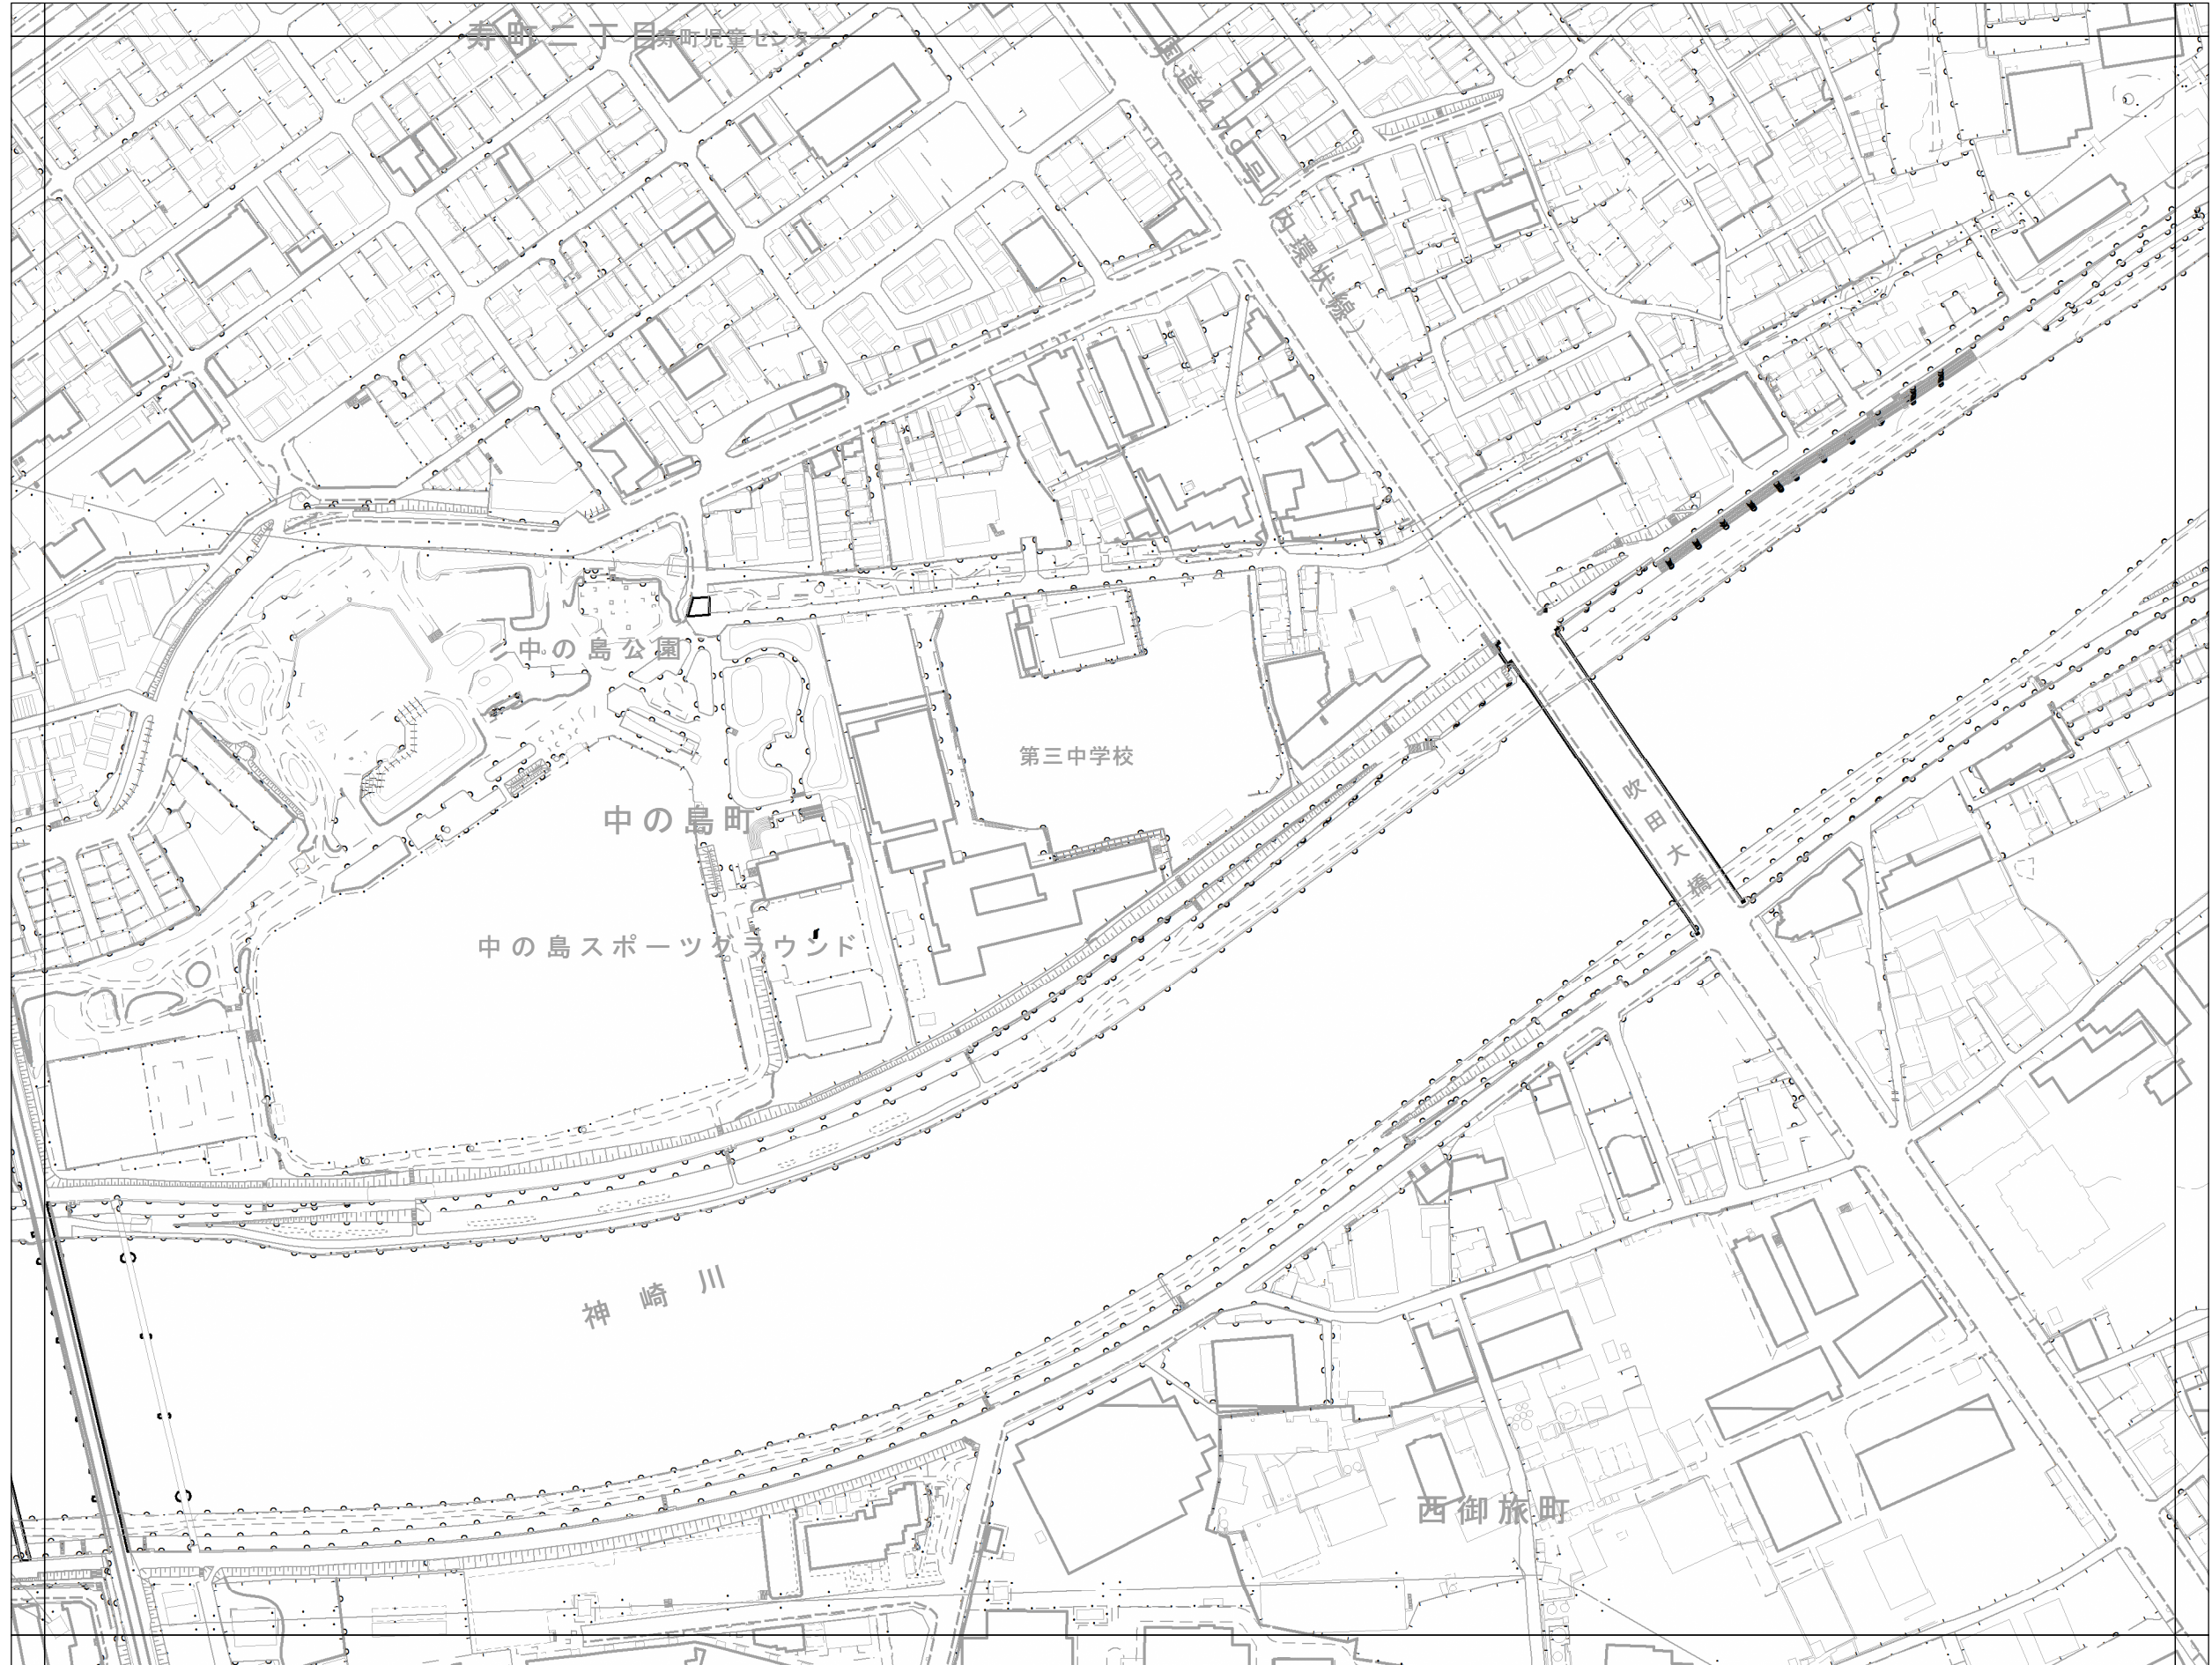 寿町二丁目
寿町児童センター
国道479号
内環状線）
中の島公園
第三中学校
中の島町
吹田大橋
中の島スポーツグラウンド
神崎川
西御旅町